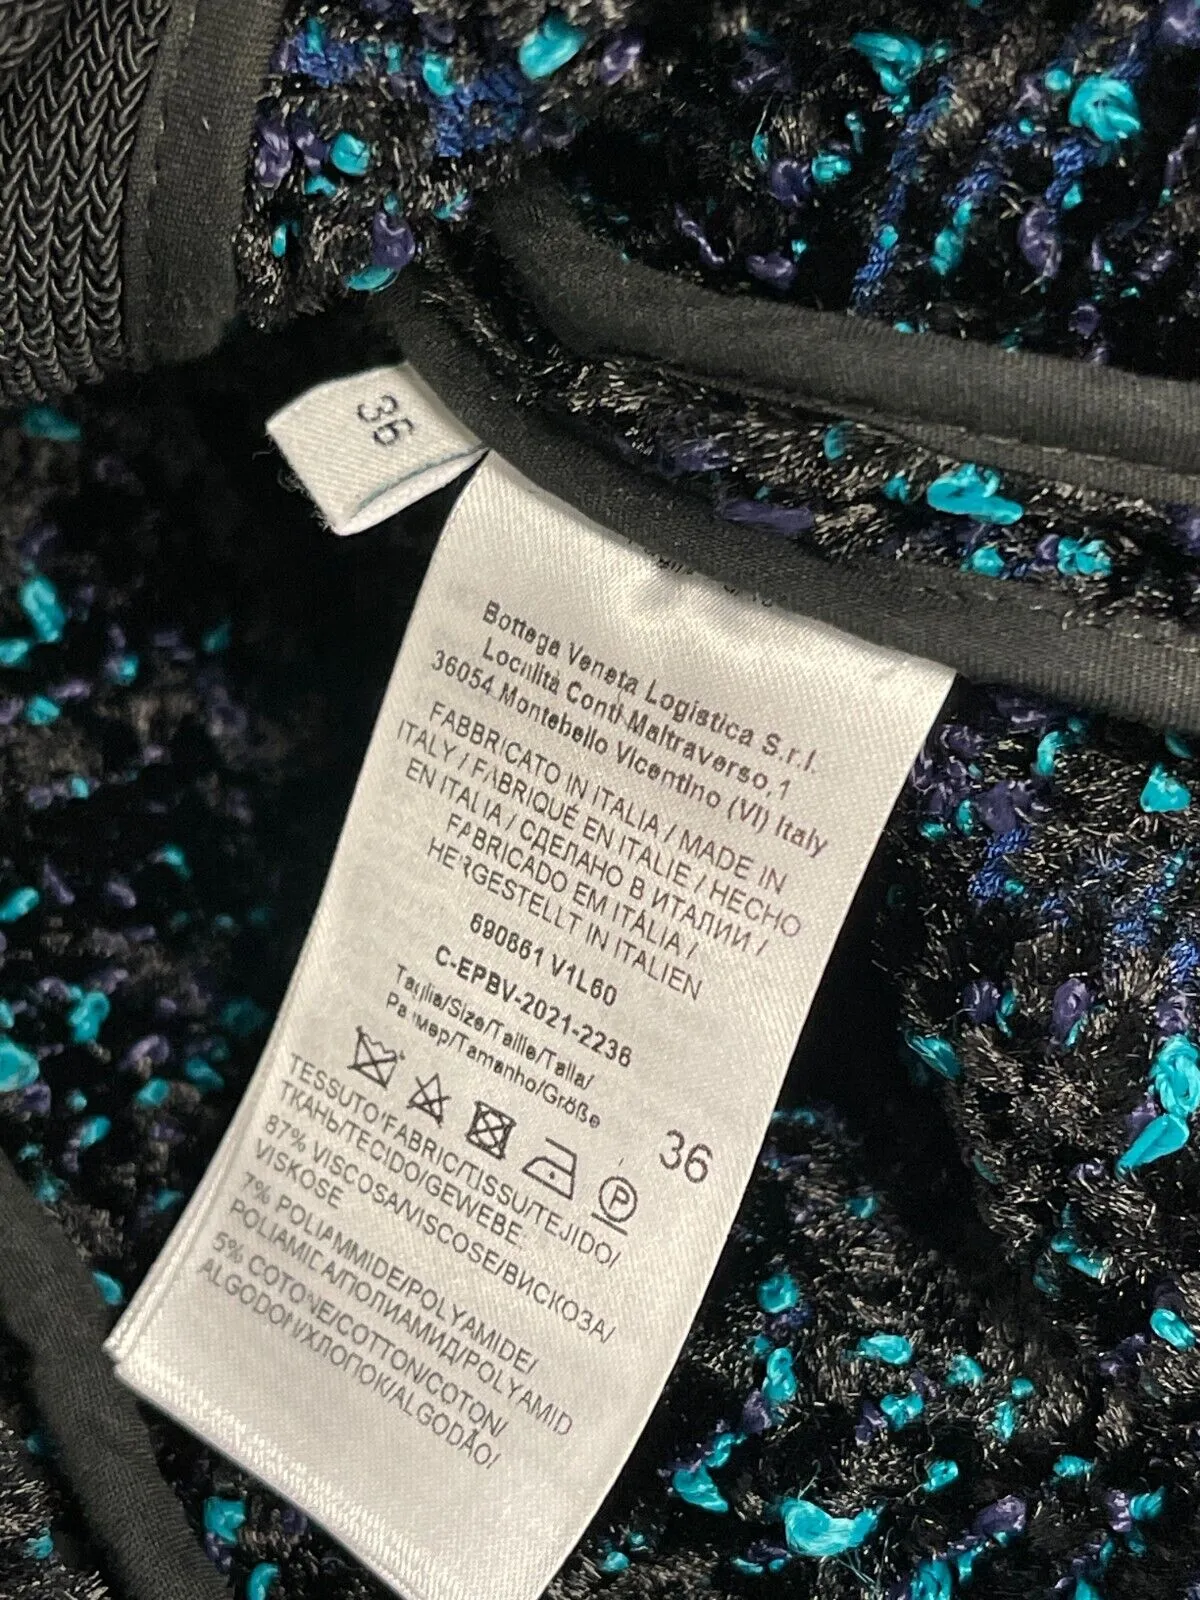 36
Bottega Veneta Logistica S.r.l.
Località Conti Maltraverso,1
36054 Montebello Vicentino (VI) Italy
FABBRICATO IN ITALIA / MADE IN
ITALY / FABRIQUÉ EN ITALIE / HECHO
EN ITALIA / СДЕЛАНО В ИТАЛИИ /
FABRICADO EM ITALIA /
HERGESTELLT IN ITALIEN
690861 V1L60
C-EPBV-2021-2236
Taglia/Size/Taille/Talla/
Размер/Tamanho/Größe
36
P
TESSUTO/FABRIC/TISSU/TEJIDO/
ТКАНЬ/TECIDO/GEWEBE:
87% VISCOSA/VISCOSE/ВИСКОЗА/
VISKOSE
7% POLIAMMIDE/POLYAMIDE/
POLIAMIDA/ПОЛИАМИД/POLYAMID
5% COTONE/COTTON/COTON/
ALGODON/ХЛОПОК/ALGODÃO/